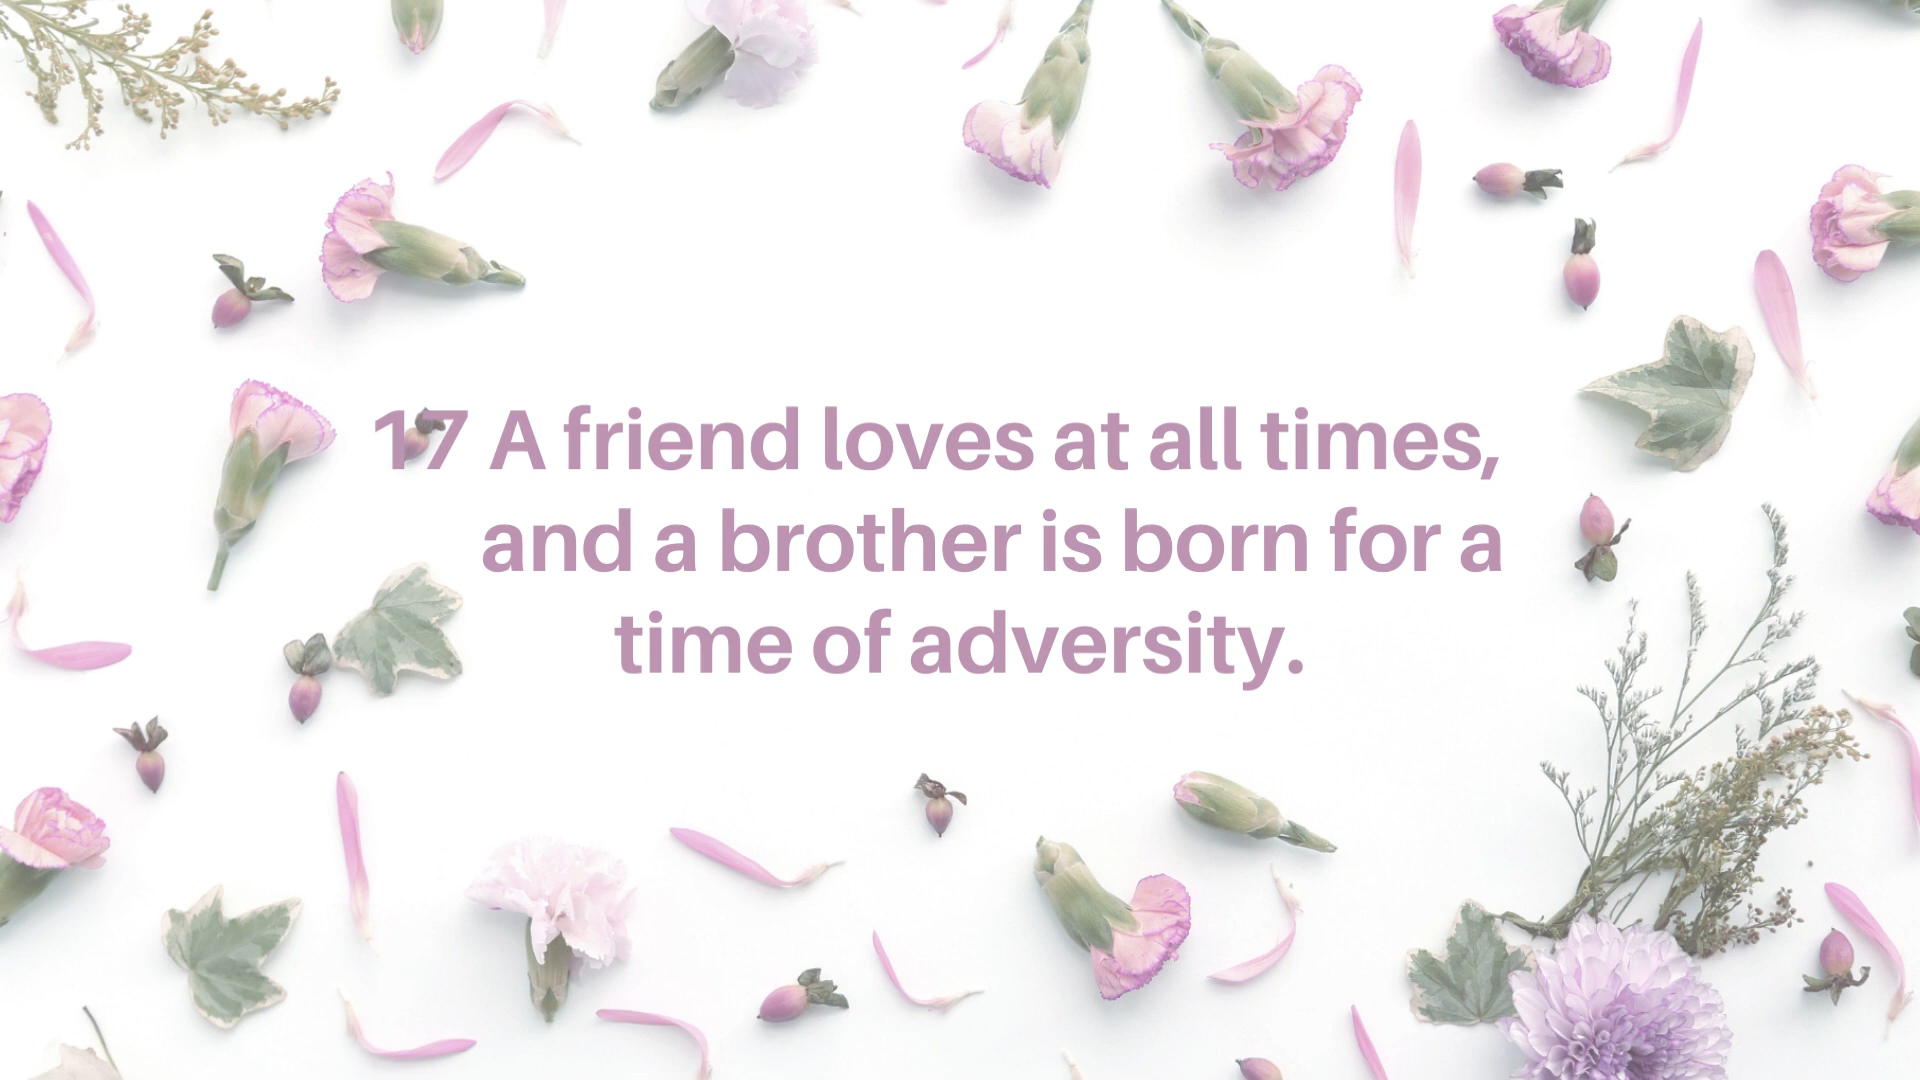 17 A friend loves at all times,
and a brother is born for a
time of adversity.